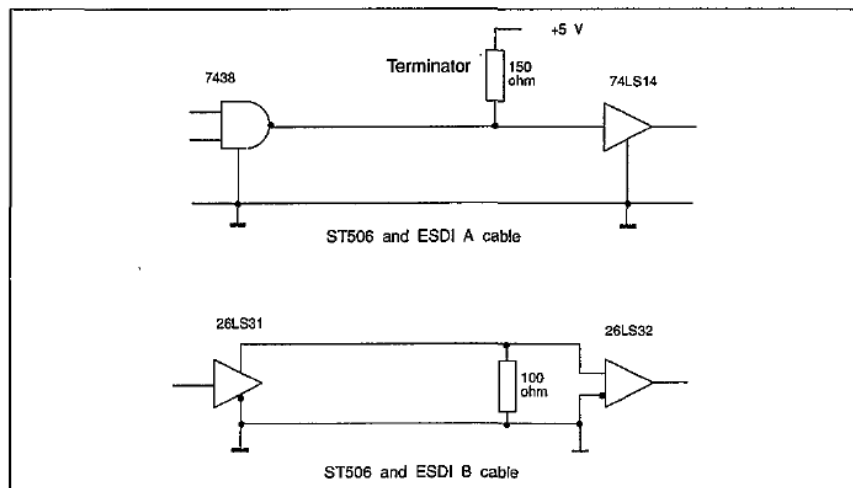 +5 V
Terminator
150
ohm
7438
74LS14
ST506 and ESDI A cable
26LS31
26LS32
100
ohm
ST506 and ESDI B cable